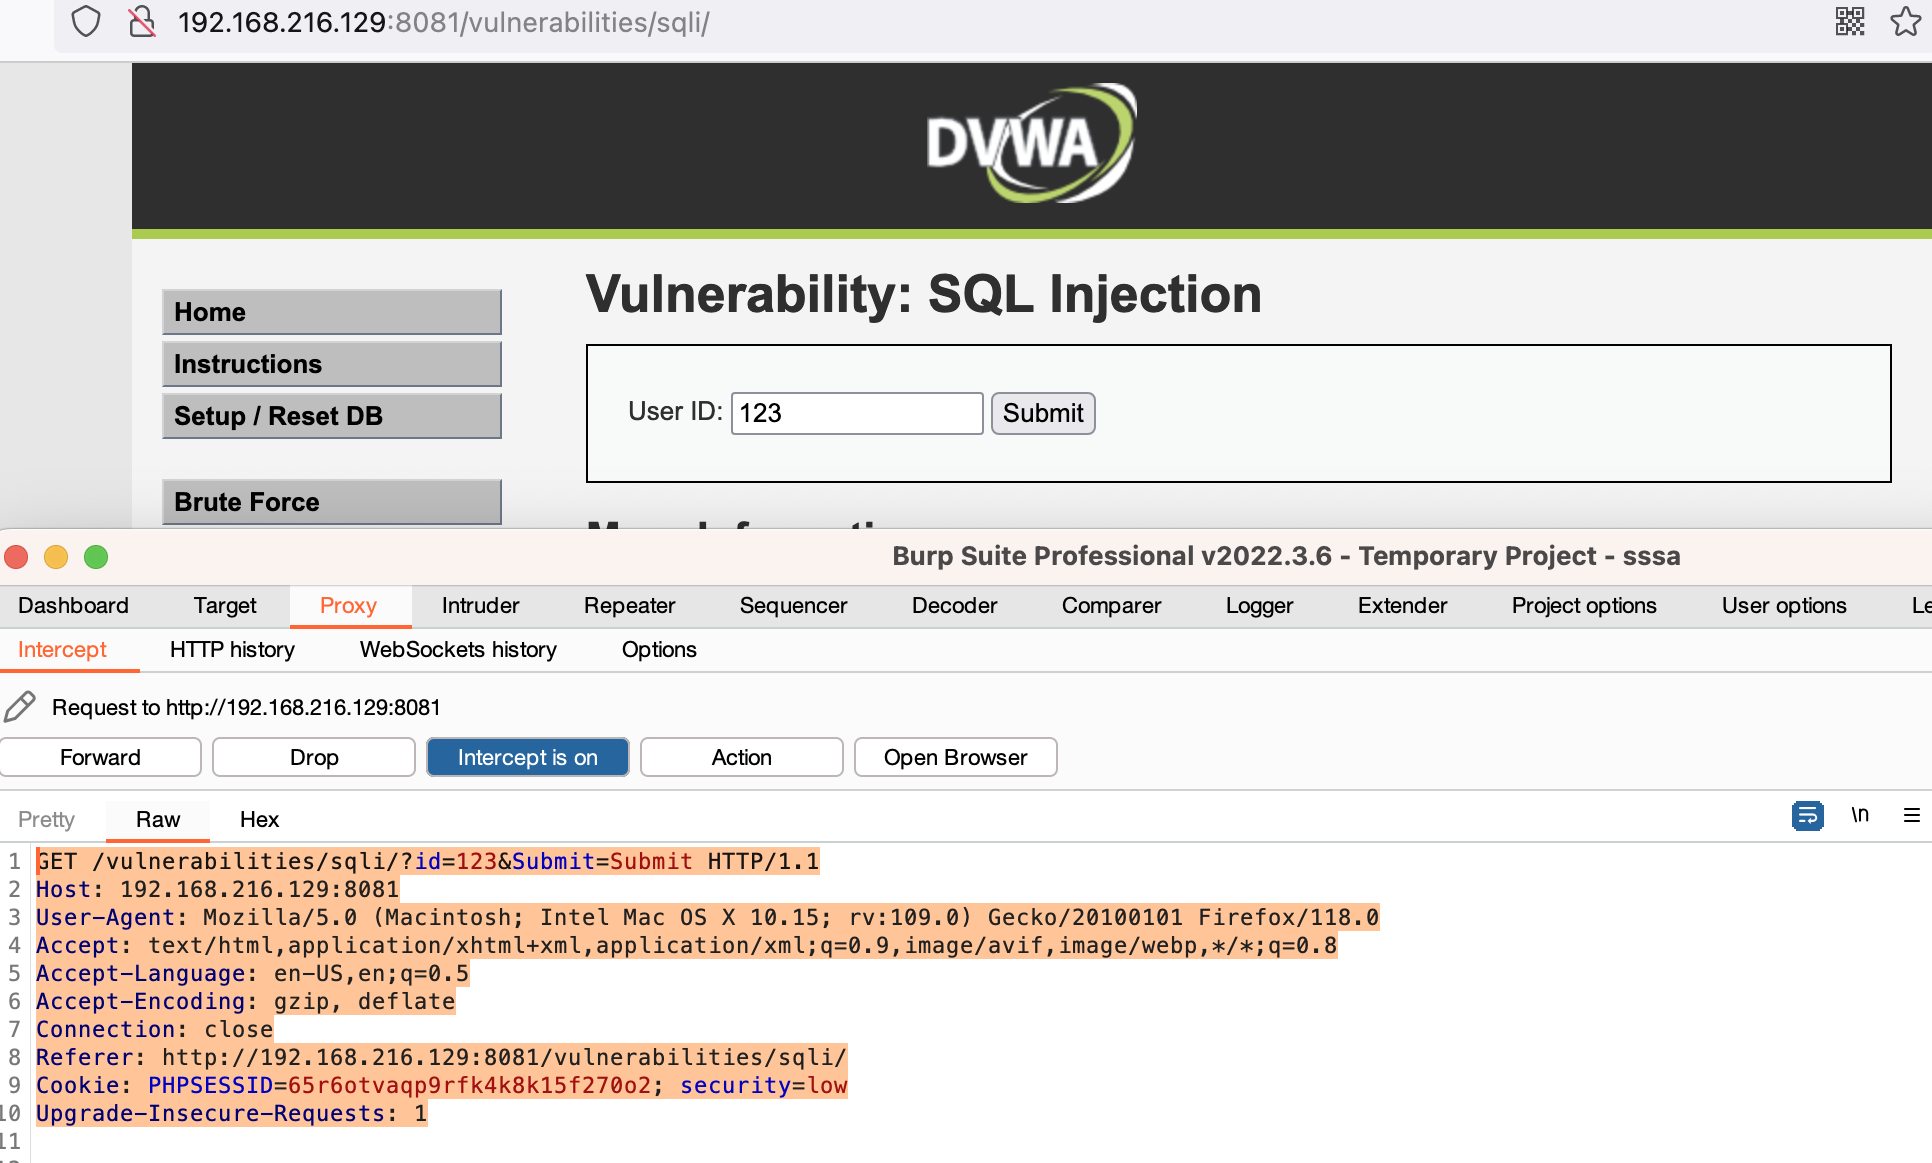 192.168.216.129:8081/vulnerabilities/sqli/
DVWA
Home
Instructions
Setup / Reset DB
Brute Force
Vulnerability: SQL Injection
User ID: 123 Submit
Burp Suite Professional v2022.3.6 - Temporary Project - sssa
Dashboard Target Proxy Intruder Repeater Sequencer Decoder Comparer Logger Extender Project options User options Le
Intercept HTTP history WebSockets history Options
Request to http://192.168.216.129:8081
Forward Drop Intercept is on Action Open Browser
Pretty Raw Hex \n
1 GET /vulnerabilities/sqli/?id=123&Submit=Submit HTTP/1.1
2 Host: 192.168.216.129:8081
3 User-Agent: Mozilla/5.0 (Macintosh; Intel Mac OS X 10.15; rv:109.0) Gecko/20100101 Firefox/118.0
4 Accept: text/html,application/xhtml+xml,application/xml;q=0.9,image/avif,image/webp,*/*;q=0.8
5 Accept-Language: en-US,en;q=0.5
6 Accept-Encoding: gzip, deflate
7 Connection: close
8 Referer: http://192.168.216.129:8081/vulnerabilities/sqli/
9 Cookie: PHPSESSID=65r6otvaqp9rfk4k8k15f270o2; security=low
10 Upgrade-Insecure-Requests: 1
11